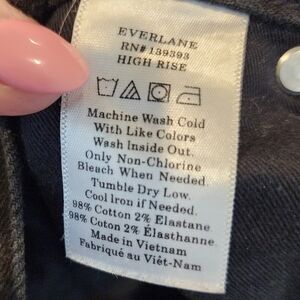 EVERLANE
RN# 139393
HIGH RISE
Machine Wash Cold
With Like Colors
Wash Inside Out.
Only Non-Chlorine
Bleach When Needed.
Tumble Dry Low.
Cool Iron if Needed.
98% Cotton 2% Elastane
98% Coton 2% Élasthanne
Made in Vietnam
Fabriqué au Viêt-Nam